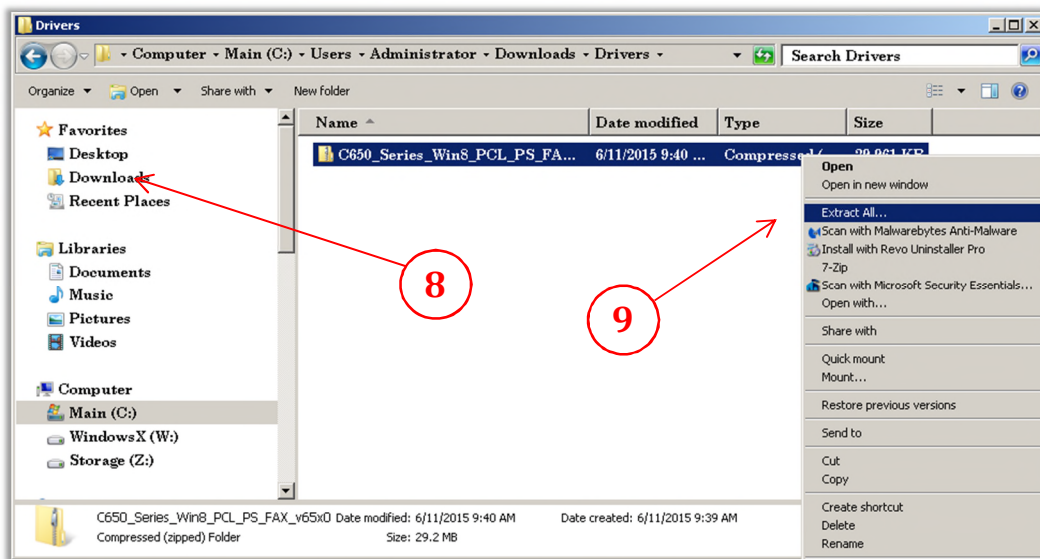 Drivers
Computer Main (C:) Users Administrator Downloads Drivers
Search Drivers
Organize Open Share with New folder
Name Date modified Type Size
C650_Series_Win8_PCL_PS_FA... 6/11/2015 9:40 ... Compressed (... 29,961 KB
Favorites
Desktop
Downloads
Recent Places
Libraries
Documents
Music
Pictures
Videos
Computer
Main (C:)
WindowsX (W:)
Storage (Z:)
8
9
Open
Open in new window
Extract All...
Scan with Malwarebytes Anti-Malware
Install with Revo Uninstaller Pro
7-Zip
Scan with Microsoft Security Essentials...
Open with...
Share with
Quick mount
Mount...
Restore previous versions
Send to
Cut
Copy
Create shortcut
Delete
Rename
C650_Series_Win8_PCL_PS_FAX_v65x0 Date modified: 6/11/2015 9:40 AM Date created: 6/11/2015 9:39 AM
Compressed (zipped) Folder Size: 29.2 MB